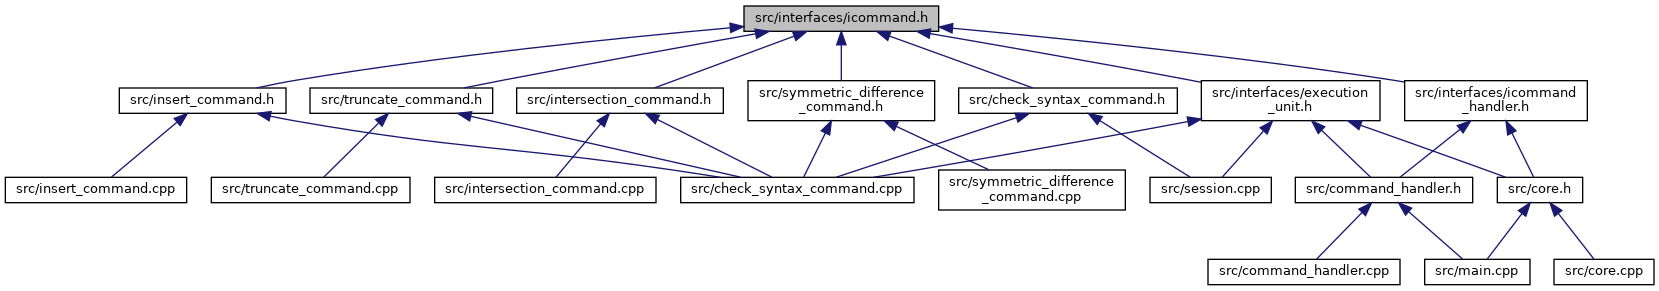 src/interfaces/icommand.h
src/insert_command.h
src/truncate_command.h
src/intersection_command.h
src/symmetric_difference
_command.h
src/check_syntax_command.h
src/interfaces/execution
_unit.h
src/interfaces/icommand
_handler.h
src/insert_command.cpp
src/truncate_command.cpp
src/intersection_command.cpp
src/check_syntax_command.cpp
src/symmetric_difference
_command.cpp
src/session.cpp
src/command_handler.h
src/core.h
src/command_handler.cpp
src/main.cpp
src/core.cpp